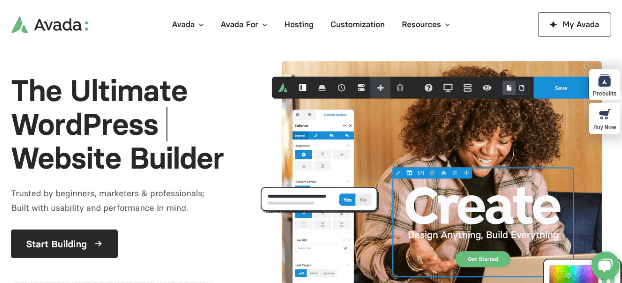 Avada:
Avada
Avada For
Hosting
Customization
Resources
My Avada
The Ultimate
WordPress
Website Builder
Trusted by beginners, marketers & professionals;
Built with usability and performance in mind.
Start Building
Save
Column
Yes
No
Create
Design Anything, Build Everything
Get Started
Prebuilts
Buy Now